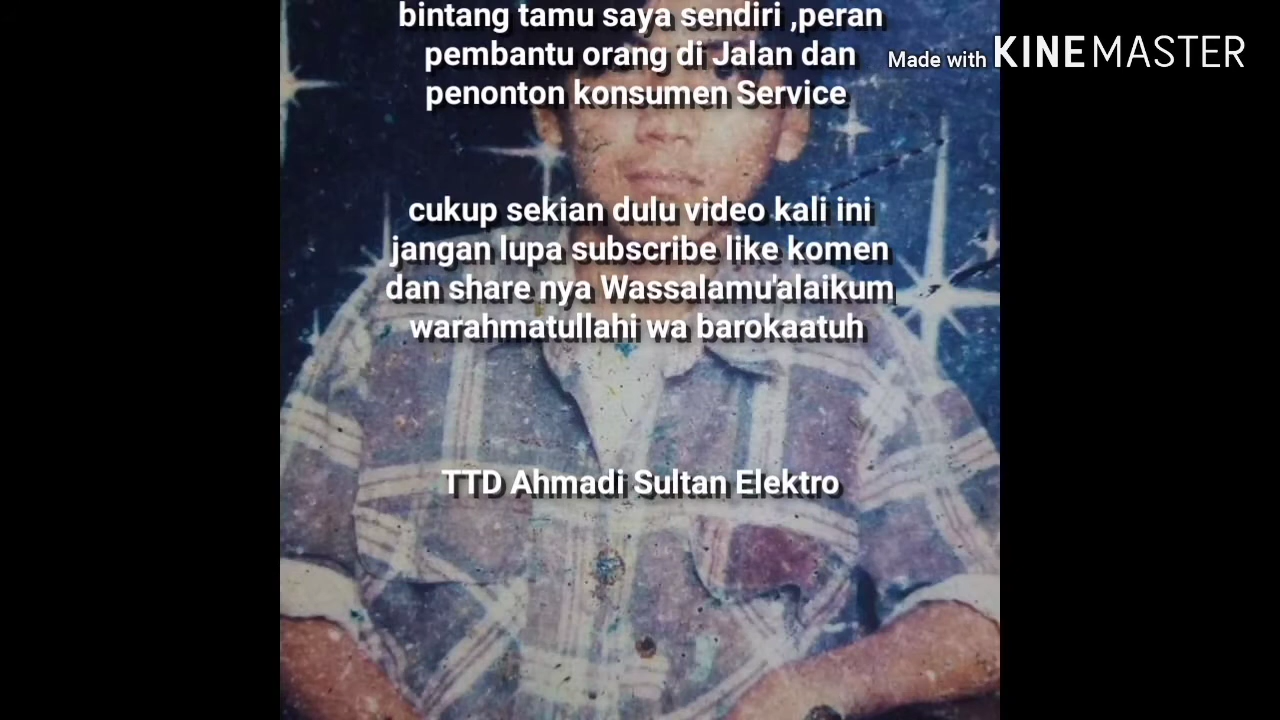 bintang tamu saya sendiri ,peran
pembantu orang di Jalan dan
penonton konsumen Service
Made with KINEMASTER
cukup sekian dulu video kali ini
jangan lupa subscribe like komen
dan share nya Wassalamu'alaikum
warahmatullahi wa barokaatuh
TTD Ahmadi Sultan Elektro